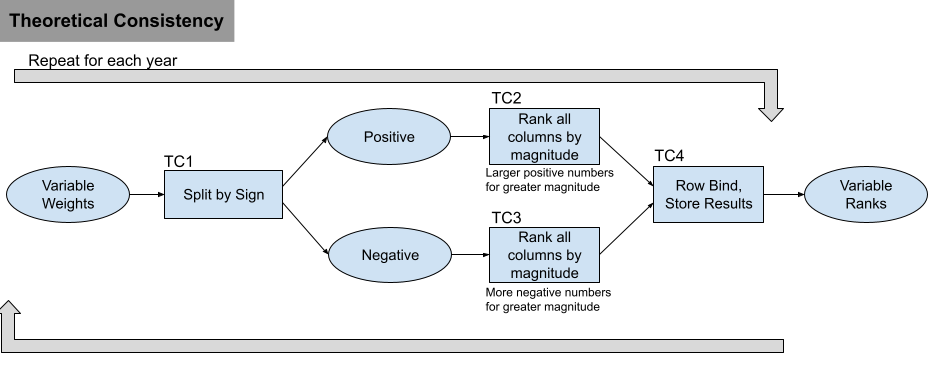 Theoretical Consistency
Repeat for each year
Variable
Weights
TC1
Split by Sign
Positive
Negative
TC2
Rank all
columns by
magnitude
Larger positive numbers
for greater magnitude
TC3
Rank all
columns by
magnitude
More negative numbers
for greater magnitude
TC4
Row Bind,
Store Results
Variable
Ranks